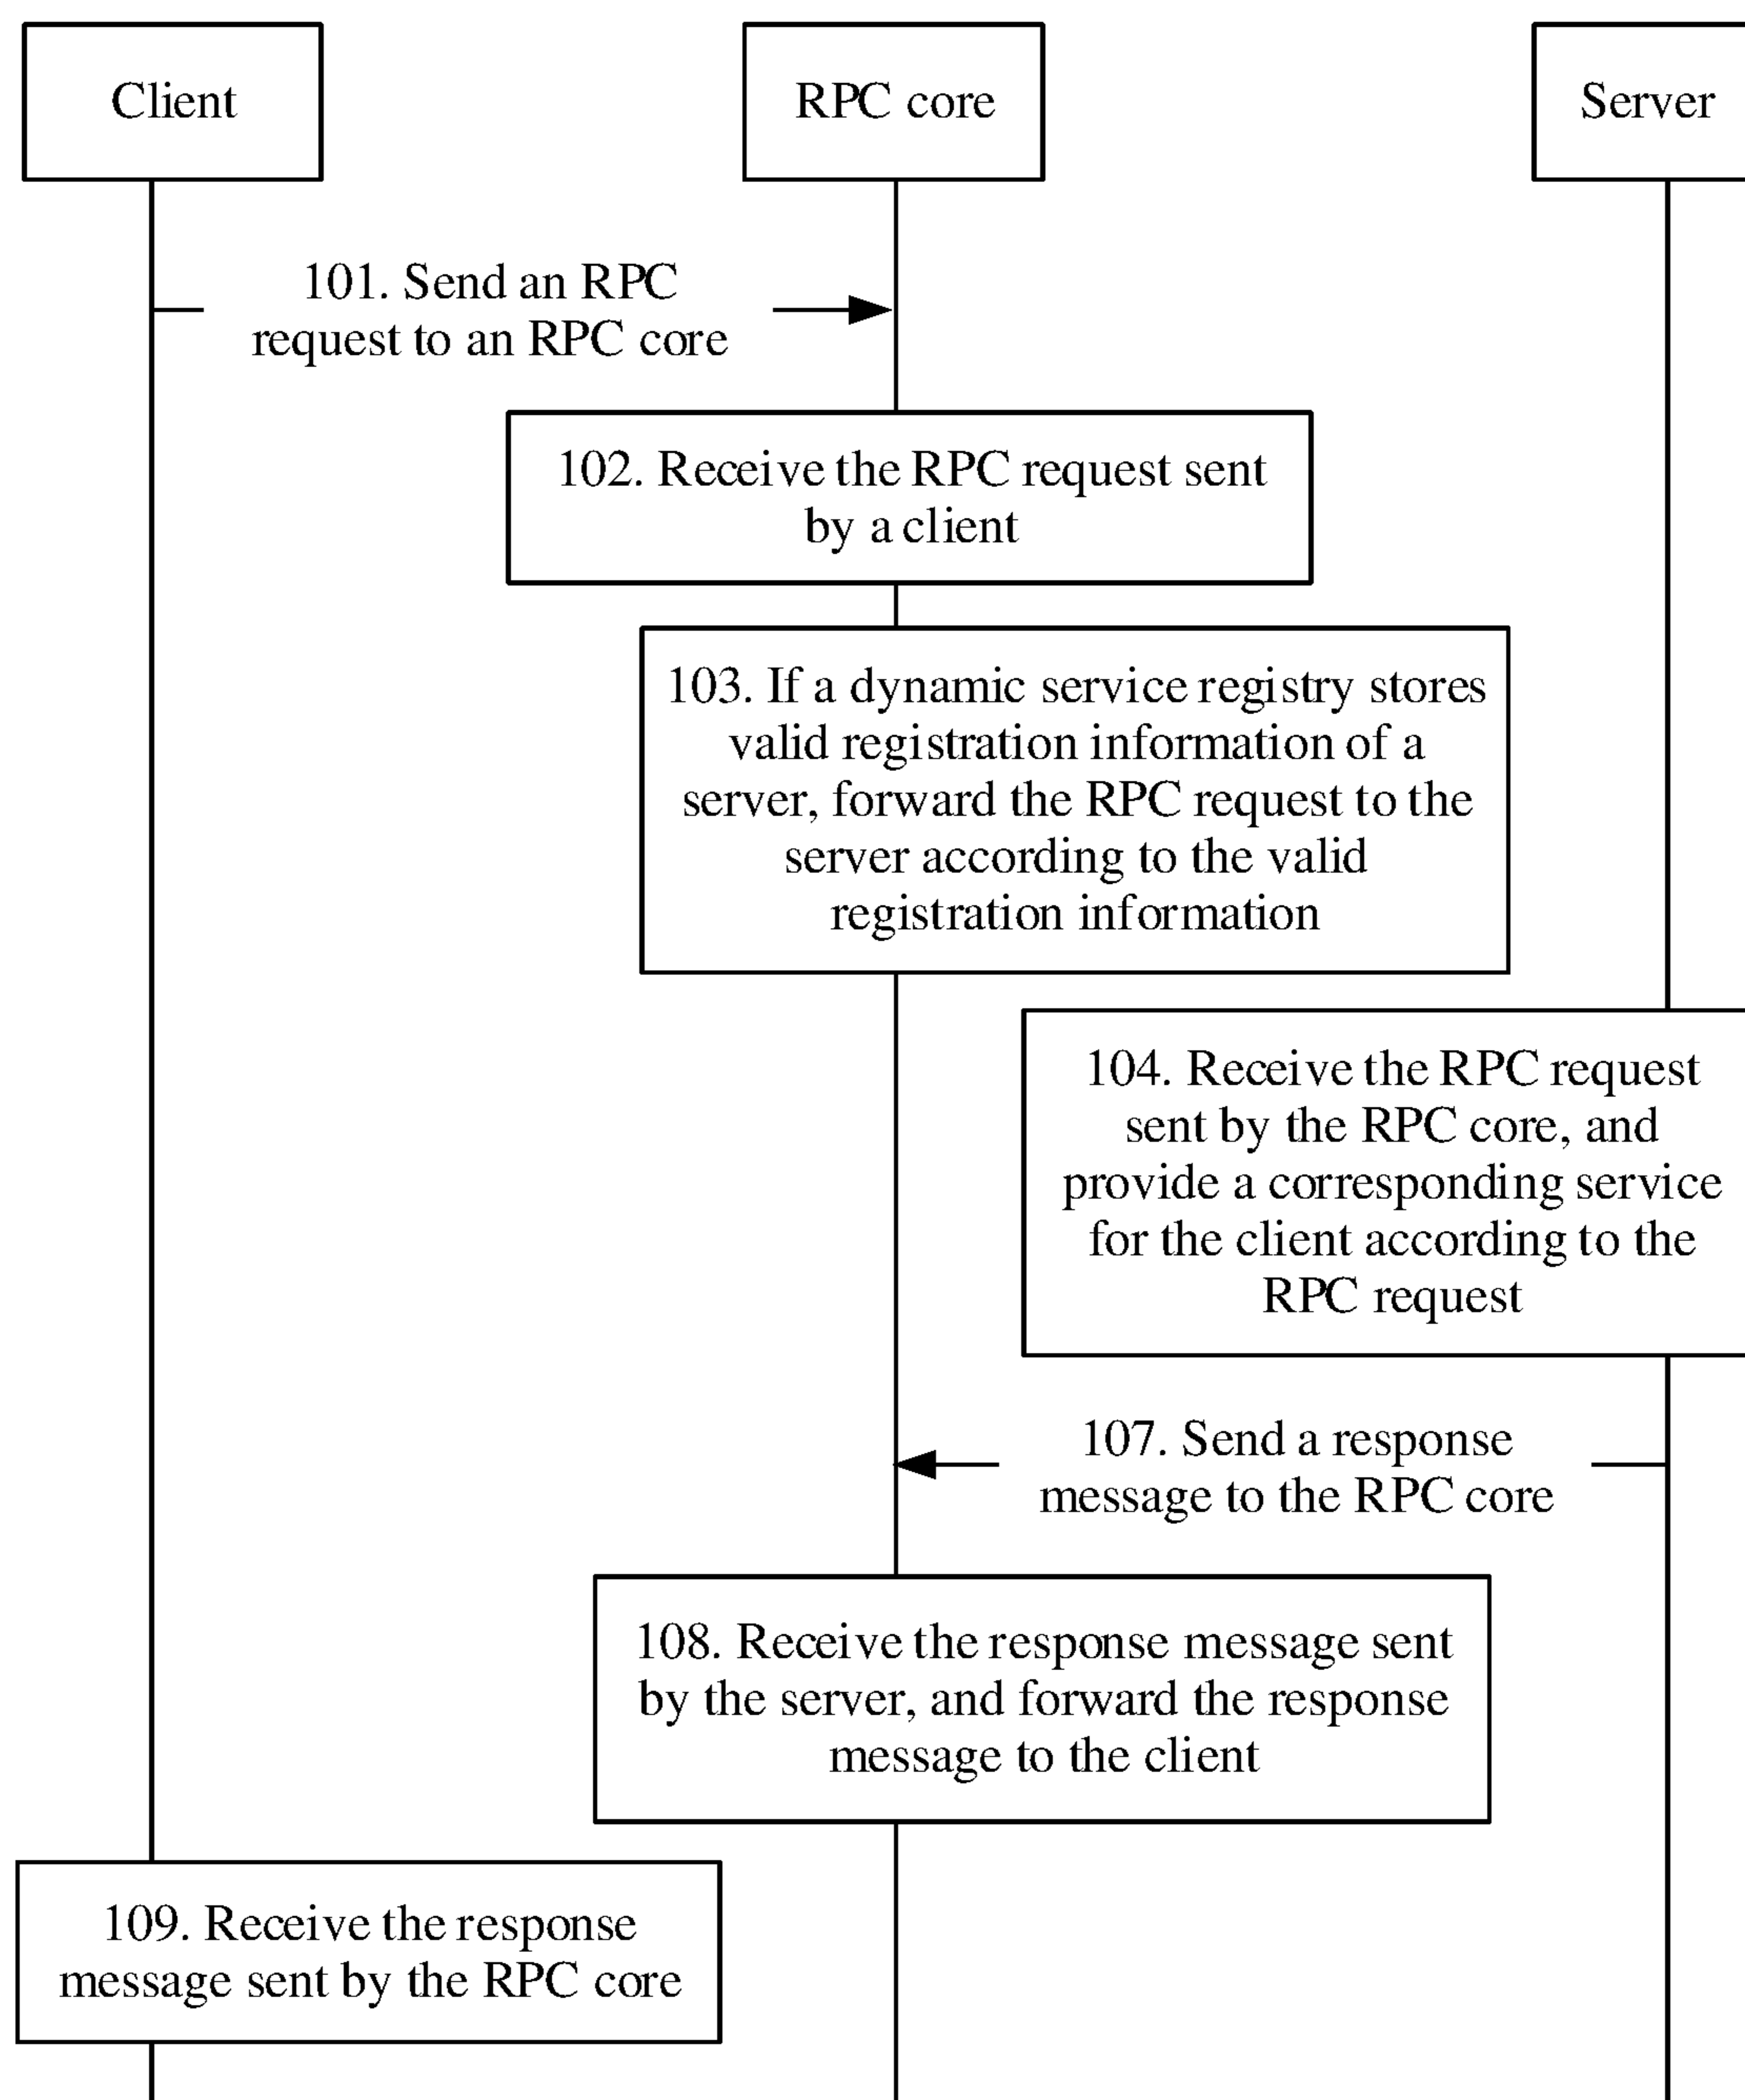 Client
RPC core
Server
101. Send an RPC
request to an RPC core
102. Receive the RPC request sent
by a client
103. If a dynamic service registry stores
valid registration information of a
server, forward the RPC request to the
server according to the valid
registration information
104. Receive the RPC request
sent by the RPC core, and
provide a corresponding service
for the client according to the
RPC request
107. Send a response
message to the RPC core
108. Receive the response message sent
by the server, and forward the response
message to the client
109. Receive the response
message sent by the RPC core